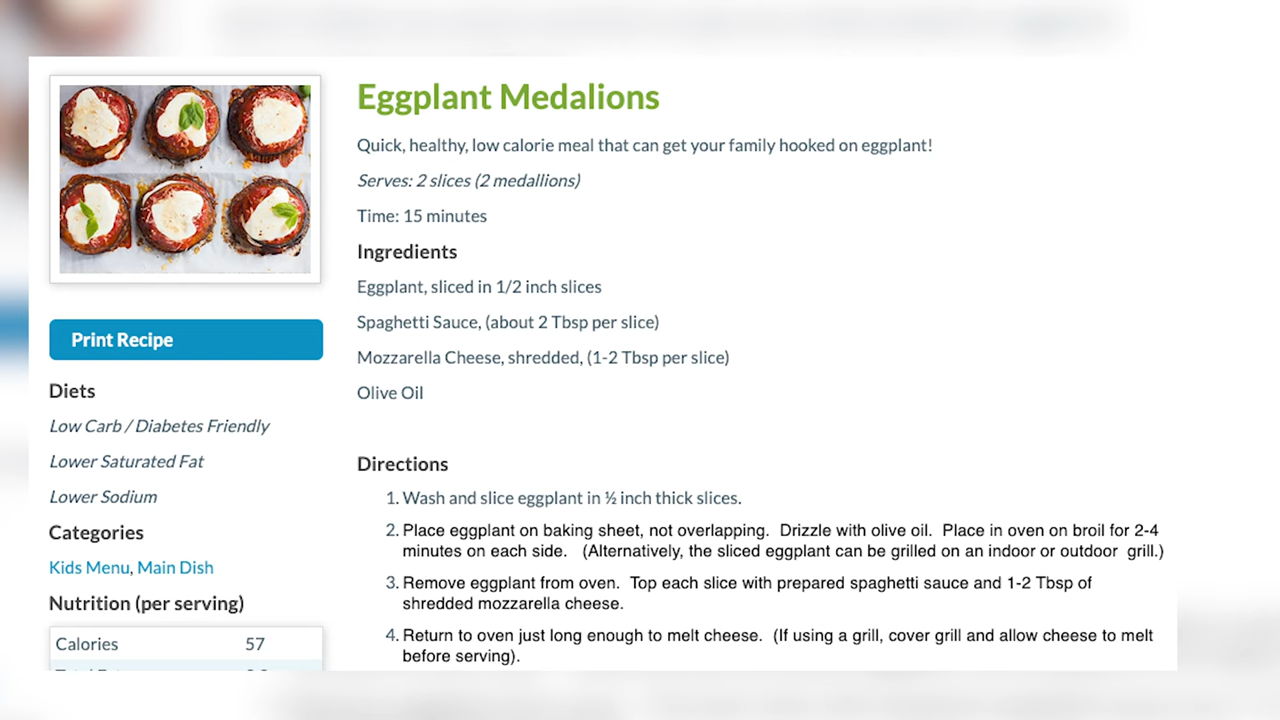 Eggplant Medalions
Quick, healthy, low calorie meal that can get your family hooked on eggplant!
Serves: 2 slices (2 medallions)
Time: 15 minutes
Ingredients
Eggplant, sliced in 1/2 inch slices
Spaghetti Sauce, (about 2 Tbsp per slice)
Mozzarella Cheese, shredded, (1-2 Tbsp per slice)
Olive Oil
Directions
1. Wash and slice eggplant in ½ inch thick slices.
2. Place eggplant on baking sheet, not overlapping.  Drizzle with olive oil.  Place in oven on broil for 2-4
minutes on each side.   (Alternatively, the sliced eggplant can be grilled on an indoor or outdoor  grill.)
3. Remove eggplant from oven.  Top each slice with prepared spaghetti sauce and 1-2 Tbsp of
shredded mozzarella cheese.
4. Return to oven just long enough to melt cheese.  (If using a grill, cover grill and allow cheese to melt
before serving).
Print Recipe
Diets
Low Carb / Diabetes Friendly
Lower Saturated Fat
Lower Sodium
Categories
Kids Menu, Main Dish
Nutrition (per serving)
Calories 57